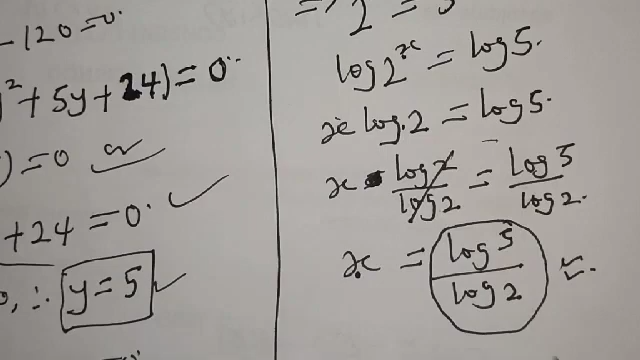 - 120 = 0.
² + 5y + 24) = 0.
) = 0 or
+ 24 = 0.
0, ∴ y = 5
=> 2 = 5
log 2^x = log 5.
x log 2 = log 5.
x log 2 / log 2 = log 5 / log 2.
x = log 5 / log 2